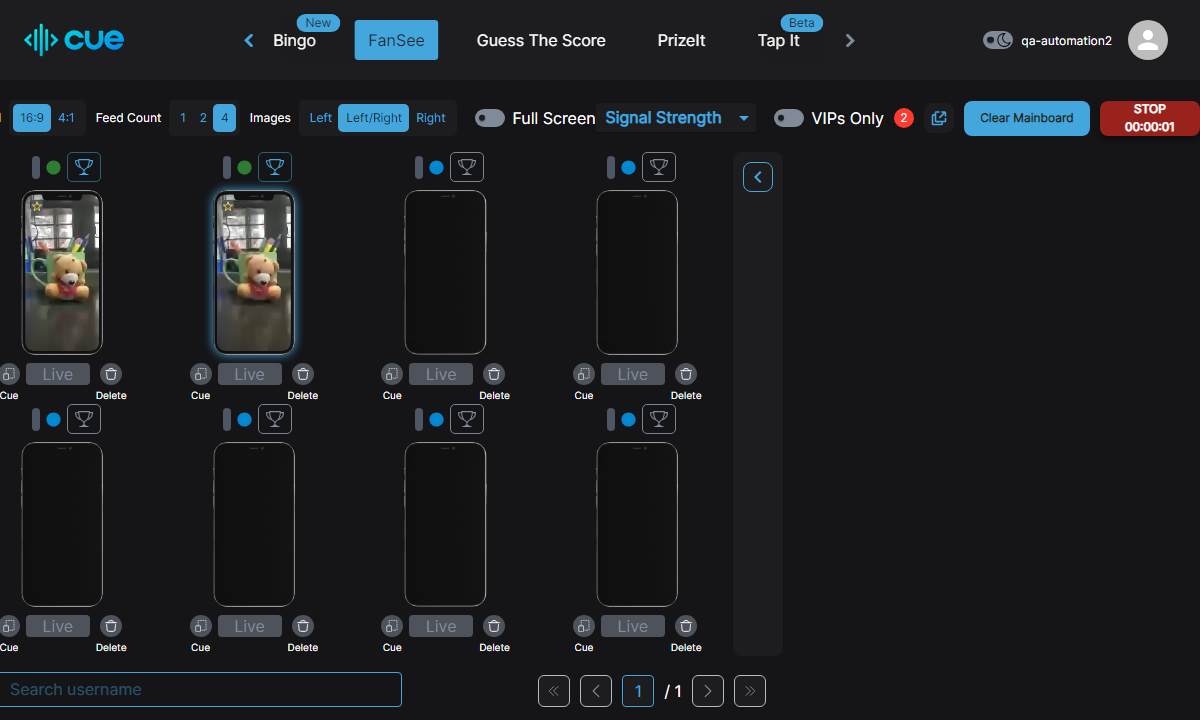 cue
Bingo
New
FanSee
Guess The Score
PrizeIt
Tap It
Beta
qa-automation2
16:9
4:1
Feed Count
1
2
4
Images
Left
Left/Right
Right
Full Screen
Signal Strength
VIPs Only
2
Clear Mainboard
STOP
00:00:01
Live
Live
Live
Live
Cue
Delete
Cue
Delete
Cue
Delete
Cue
Delete
Live
Live
Live
Live
Cue
Delete
Cue
Delete
Cue
Delete
Cue
Delete
Search username
1
/ 1